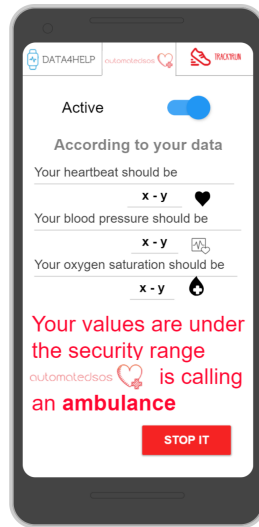 DATA4HELP automatedsos TRACK4RUN
Active
According to your data
Your heartbeat should be
x - y
Your blood pressure should be
x - y
Your oxygen saturation should be
x - y
Your values are under
the security range
automatedsos is calling
an ambulance
STOP IT